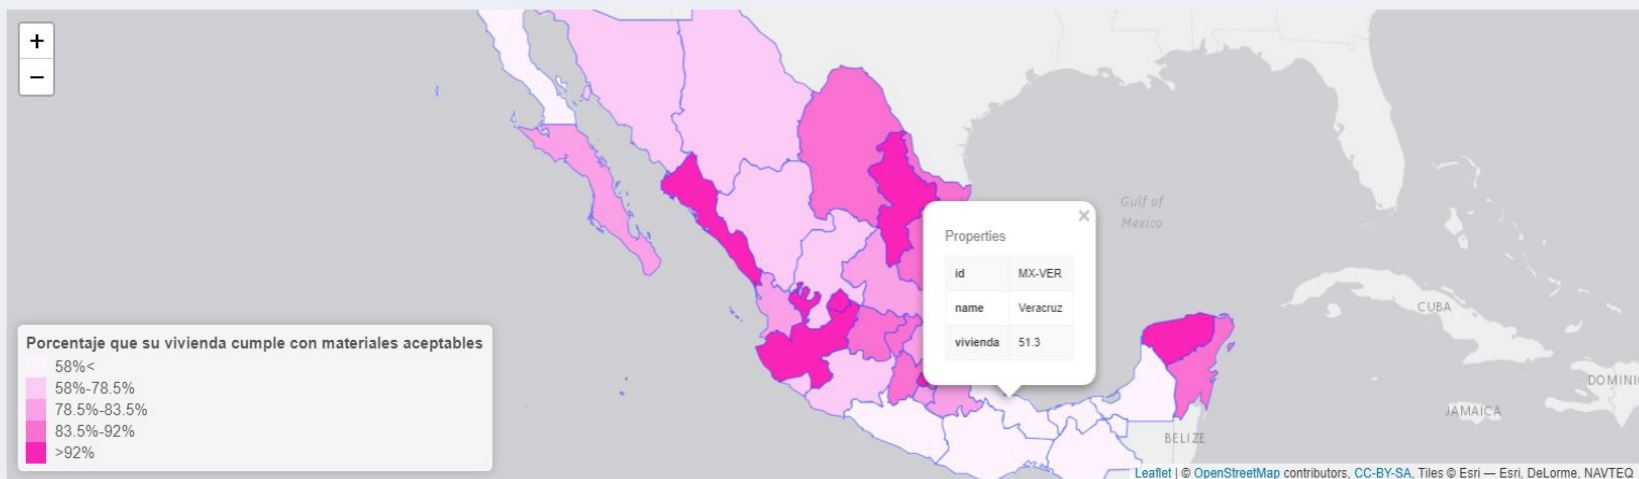 +
−
Gulf of
Mexico
×
Properties
id MX-VER
name Veracruz
vivienda 51.3
CUBA
JAMAICA
BELIZE
Porcentaje que su vivienda cumple con materiales aceptables
58%<
58%-78.5%
78.5%-83.5%
83.5%-92%
>92%
Leaflet | © OpenStreetMap contributors, CC-BY-SA, Tiles © Esri — Esri, DeLorme, NAVTEQ